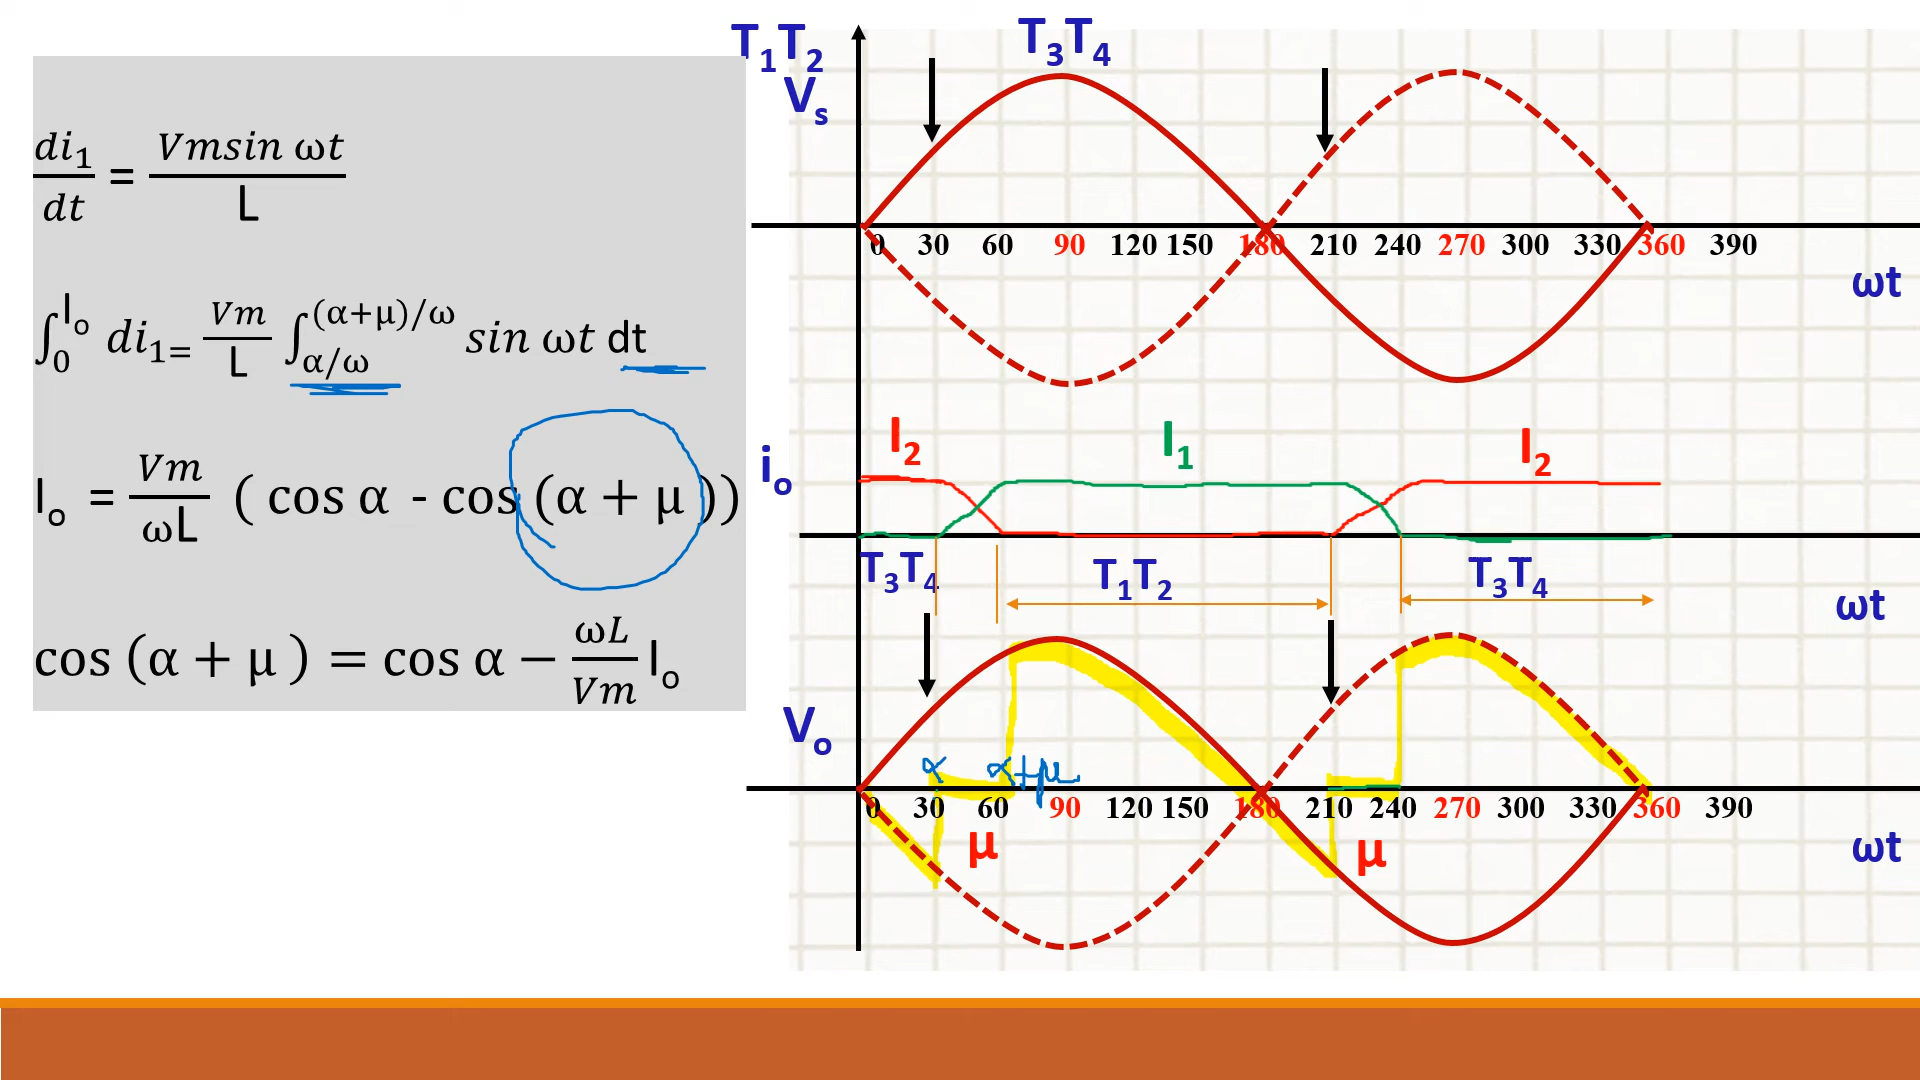 di₁/dt = Vmsin ωt/L
∫₀^Iₒ di₁₌ Vm/L ∫_α/ω^(α+μ)/ω sin ωt dt
Iₒ = Vm/ωL ( cos α - cos (α + μ ))
cos (α + μ ) = cos α − ωL/Vm Iₒ
T₁T₂
T₃T₄
Vₛ
0 30 60 90 120 150 180 210 240 270 300 330 360 390
ωt
I₂ I₁ I₂
iₒ
T₃T₄ T₁T₂ T₃T₄
ωt
Vₒ
α α+μ
0 30 60 90 120 150 180 210 240 270 300 330 360 390
μ μ
ωt